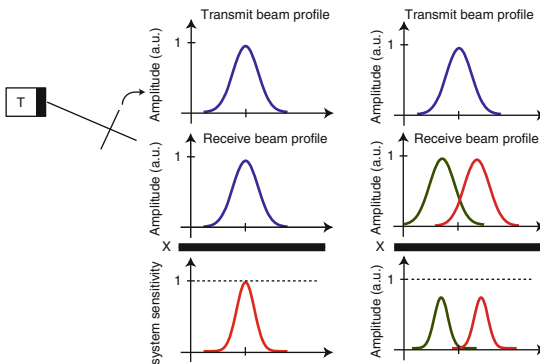 Transmit beam profile
Amplitude (a.u.)
1
Transmit beam profile
Amplitude (a.u.)
1
T
Receive beam profile
Amplitude (a.u.)
1
Receive beam profile
Amplitude (a.u.)
1
X
X
system sensitivity
1
Amplitude (a.u.)
1